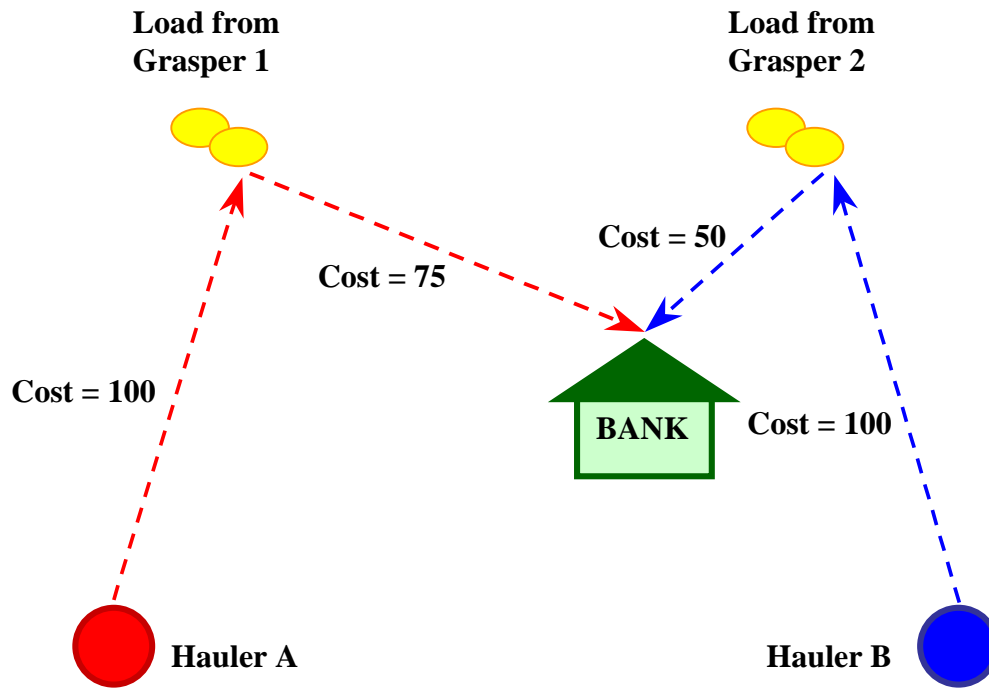 Load from
Grasper 1
Load from
Grasper 2
Cost = 50
Cost = 75
Cost = 100
BANK
Cost = 100
Hauler A
Hauler B